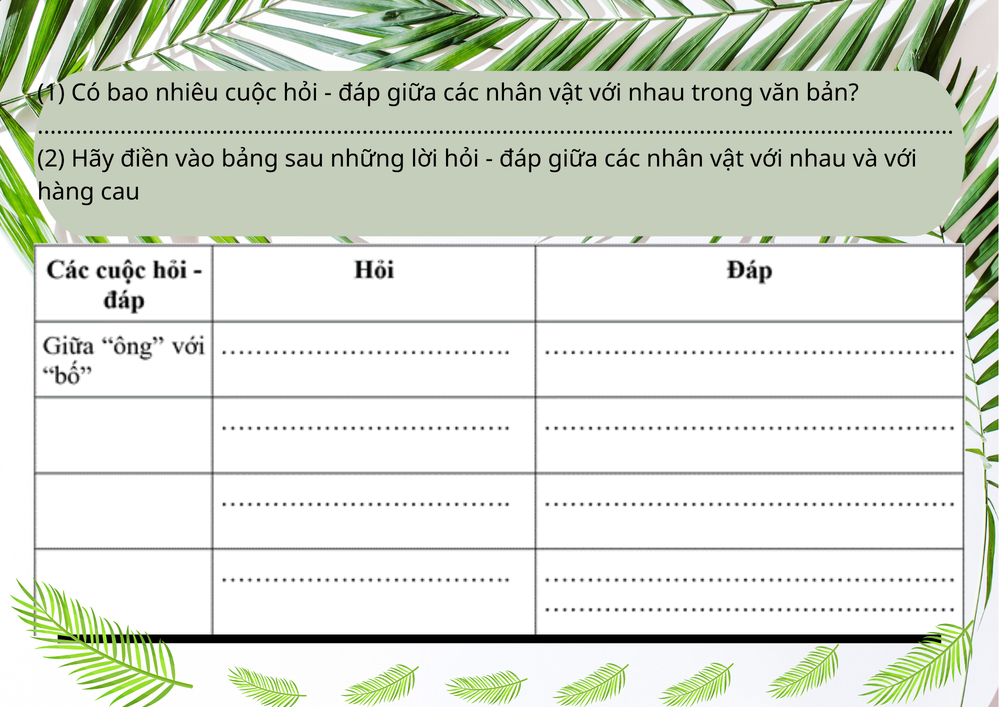 (1) Có bao nhiêu cuộc hỏi - đáp giữa các nhân vật với nhau trong văn bản?
................................................................................................................................................
(2) Hãy điền vào bảng sau những lời hỏi - đáp giữa các nhân vật với nhau và với
hàng cau
Các cuộc hỏi - 
đáp
Hỏi
Đáp
Giữa “ông” với
“bố”
..................................
................................................
..................................
................................................
..................................
................................................
..................................
................................................
................................................